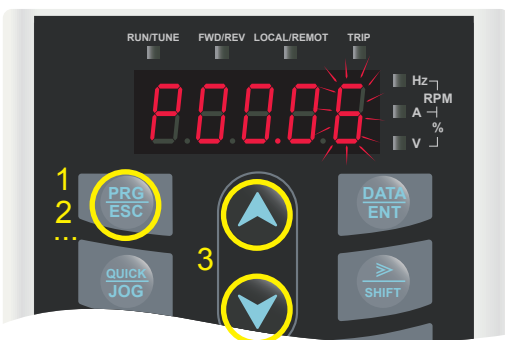 RUN/TUNE FWD/REV LOCAL/REMOT TRIP
P0006
Hz
RPM
A
%
V
1
2
...
PRG
ESC
3
DATA
ENT
QUICK
JOG
SHIFT